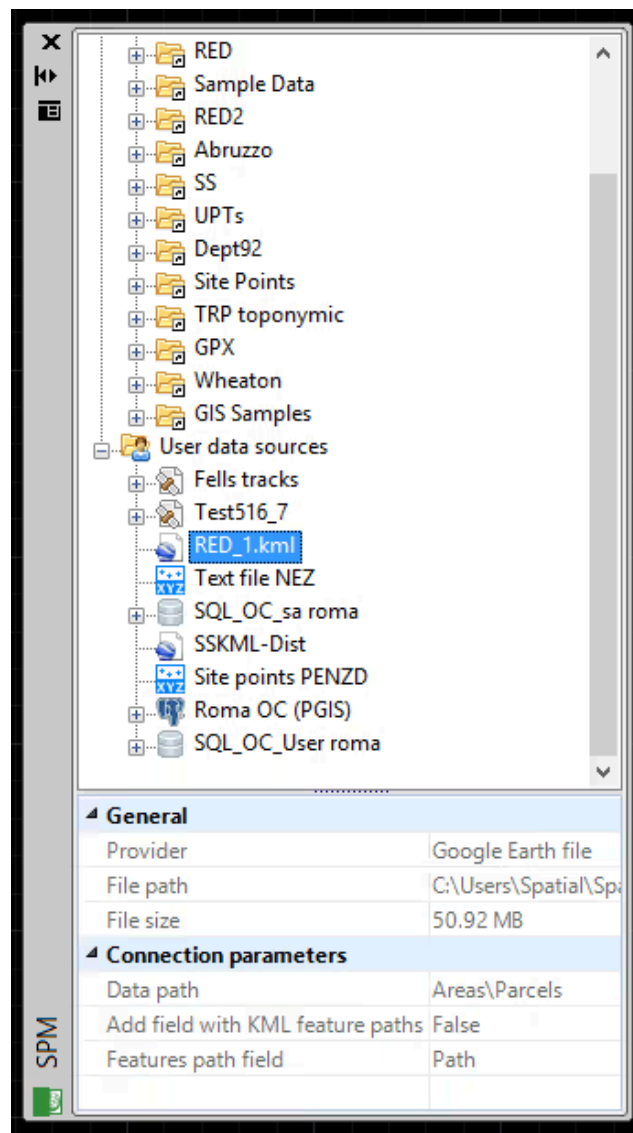 RED
Sample Data
RED2
Abruzzo
SS
UPTs
Dept92
Site Points
TRP toponymic
GPX
Wheaton
GIS Samples
User data sources
Fells tracks
Test516_7
RED_1.kml
XYZ Text file NEZ
SQL_OC_sa roma
SSKML-Dist
XYZ Site points PENZD
Roma OC (PGIS)
SQL_OC_User roma
General
Provider Google Earth file
File path C:\Users\Spatial\Spa
File size 50.92 MB
Connection parameters
Data path Areas\Parcels
Add field with KML feature paths False
Features path field Path
SPM